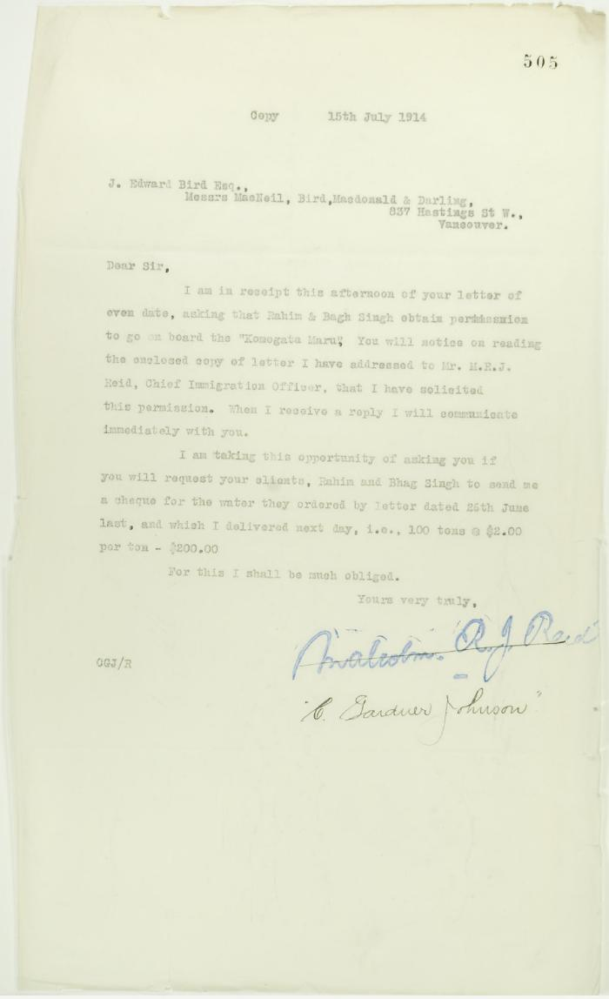 505
Copy 15th July 1914
J. Edward Bird Esq.,
Messrs MacNeil, Bird,Macdonald & Darling,
837 Hastings St W.,
Vancouver.
Dear Sir,
I am in receipt this afternoon of your letter of
even date, asking that Rahim & Bagh Singh obtain permission
to go on board the "Komogata Maru", You will notice on reading
the enclosed copy of letter I have addressed to Mr. M.R.J.
Reid, Chief Immigration Officer, that I have solicited
this permission. When I receive a reply I will communicate
immediately with you.
I am taking this opportunity of asking you if
you will request your clients, Rahim and Bhag Singh to send me
a cheque for the water they ordered by letter dated 26th June
last, and which I delivered next day, i.e., 100 tons @ $2.00
per ton - $200.00
For this I shall be much obliged.
Yours very truly,
Malcolm. R. J. Reid
CGJ/R
"C. Gardner Johnson"